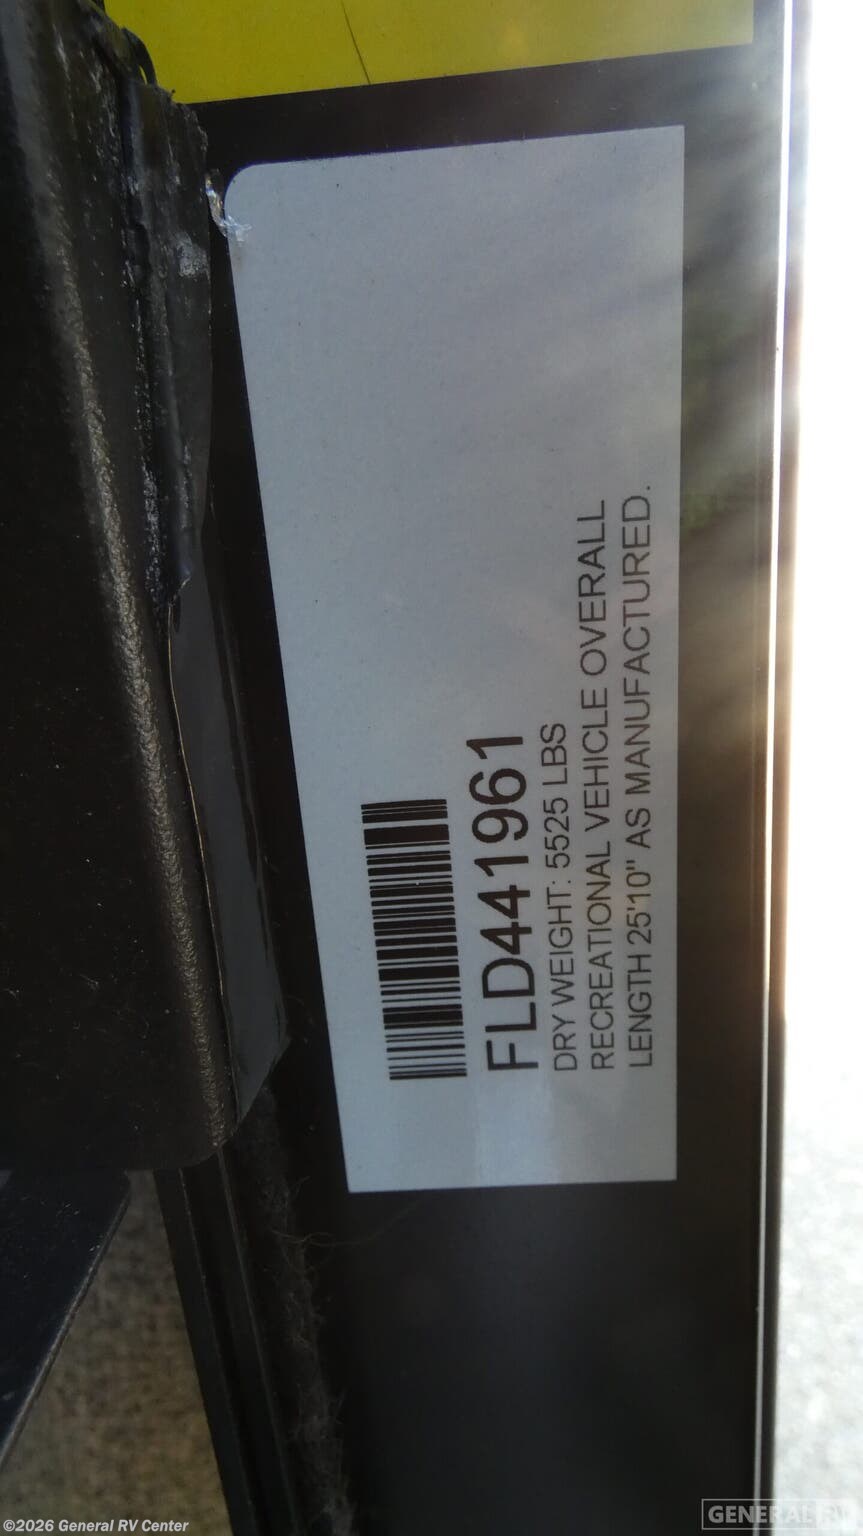 FLD441961
DRY WEIGHT: 5525 LBS
RECREATIONAL VEHICLE OVERALL
LENGTH 25'10" AS MANUFACTURED.
©2026 General RV Center
GENERAL RV